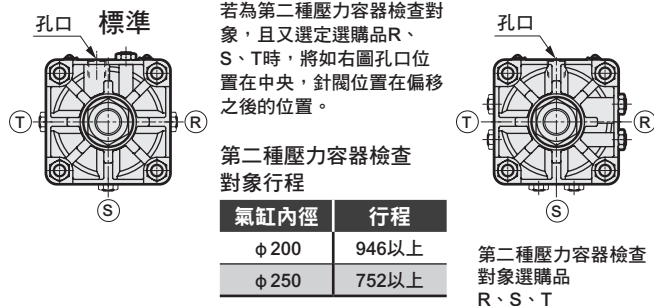 孔口
標準
T
R
S
若為第二種壓力容器檢查對
象，且又選定選購品R、
S、T時，將如右圖孔口位
置在中央，針閥位置在偏移
之後的位置。
第二種壓力容器檢查
對象行程
氣缸內徑 行程
φ200 946以上
φ250 752以上
孔口
T
R
S
第二種壓力容器檢查
對象選購品
R、S、T